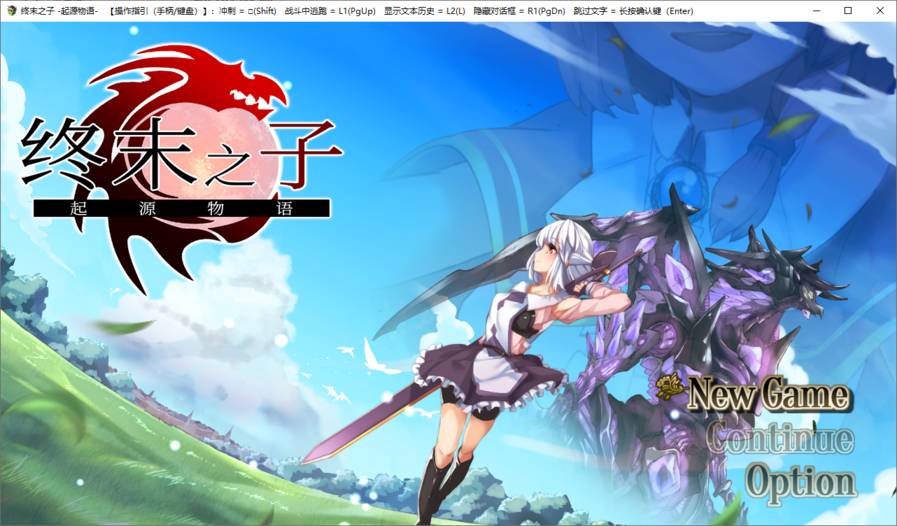 终末之子 -起源物语- 【操作指引（手柄/键盘）】：冲刺 = □(Shift) 战斗中逃跑 = L1(PgUp) 显示文本历史 = L2(L) 隐藏对话框 = R1(PgDn) 跳过文字 = 长按确认键（Enter)
终末之子
起源物语
New Game
Continue
Option